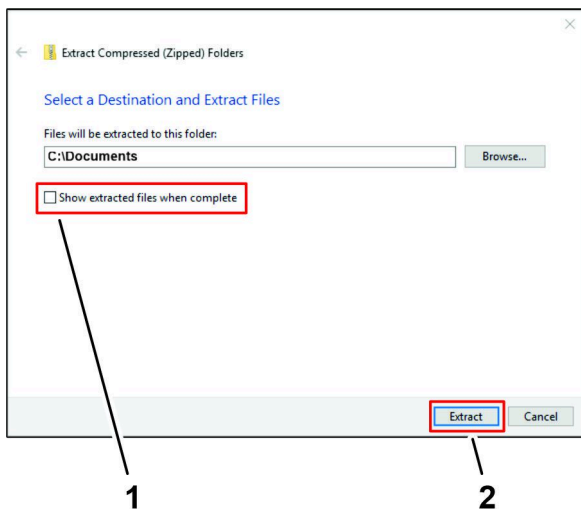 Extract Compressed (Zipped) Folders
Select a Destination and Extract Files
Files will be extracted to this folder:
C:\Documents
Browse...
Show extracted files when complete
Extract
Cancel
1
2